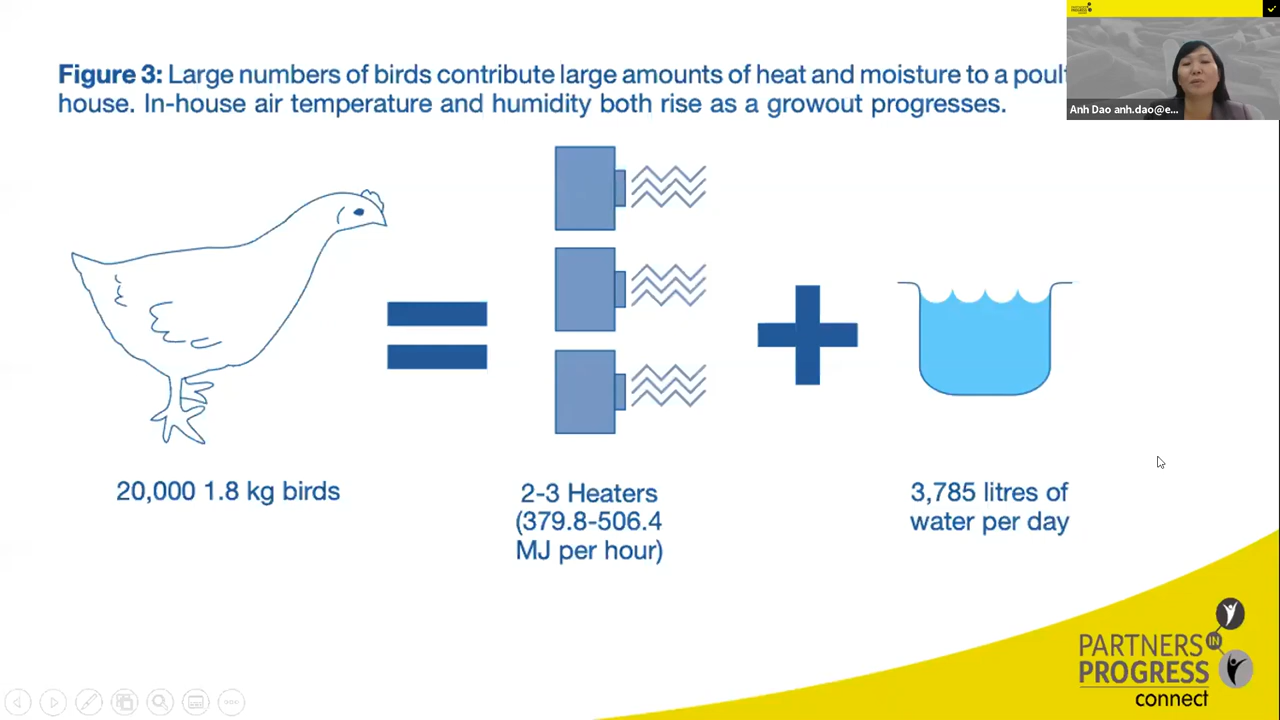 Figure 3: Large numbers of birds contribute large amounts of heat and moisture to a
house. In-house air temperature and humidity both rise as a growout progresses.
Anh Dao anh.dao@e...
20,000 1.8 kg birds
2-3 Heaters
(379.8-506.4
MJ per hour)
3,785 litres of
water per day
PARTNERS
IN
PROGRESS
connect